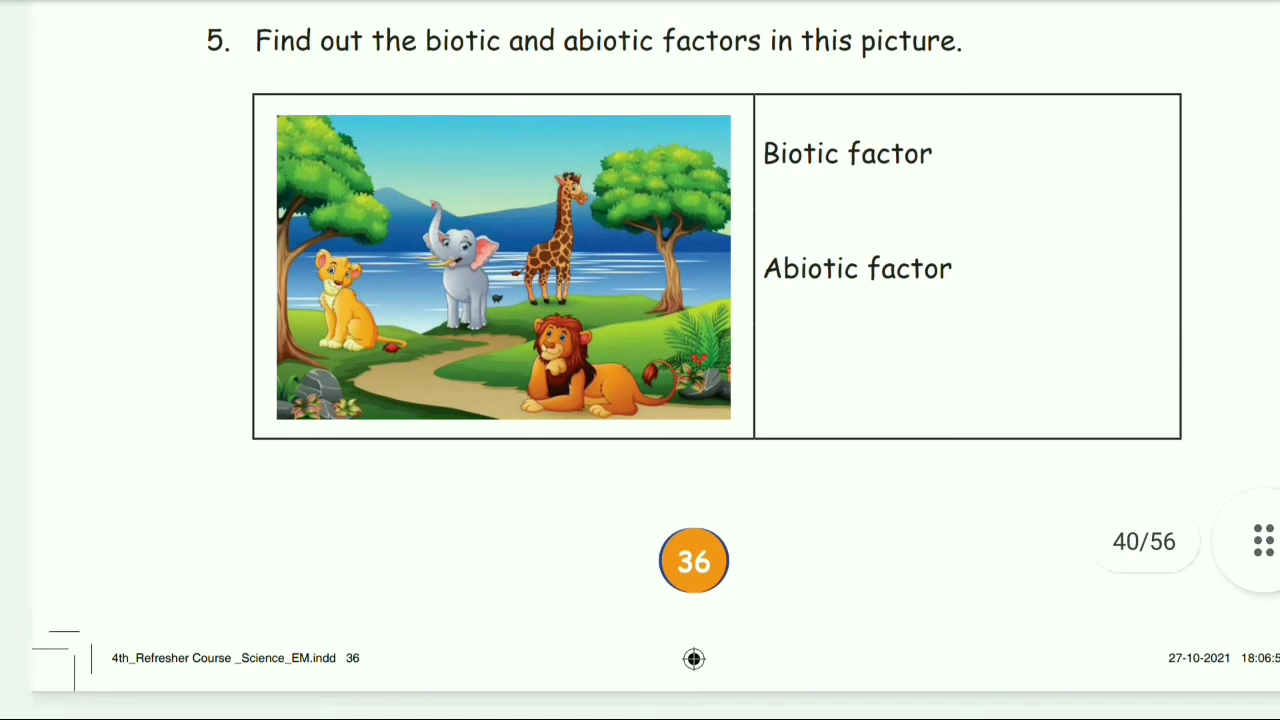 5. Find out the biotic and abiotic factors in this picture.
Biotic factor
Abiotic factor
36
40/56
4th_Refresher Course _Science_EM.indd 36
27-10-2021 18:06:5